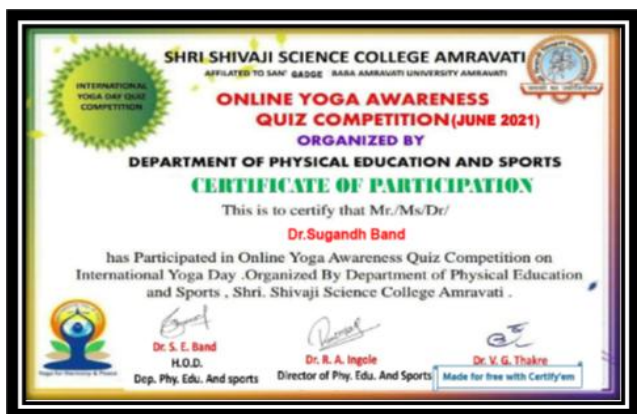 SHRI SHIVAJI SCIENCE COLLEGE AMRAVATI
AFFILATED TO SAN' GADGE BABA AMRAVATI UNIVERSITY AMRAVATI
INTERNATIONAL
YOGA DAY QUIZ
COMPETITION
ONLINE YOGA AWARENESS
QUIZ COMPETITION(JUNE 2021)
ORGANIZED BY
DEPARTMENT OF PHYSICAL EDUCATION AND SPORTS
CERTIFICATE OF PARTICIPATION
This is to certify that Mr./Ms/Dr/
Dr.Sugandh Band
has Participated in Online Yoga Awareness Quiz Competition on
International Yoga Day .Organized By Department of Physical Education
and Sports , Shri. Shivaji Science College Amravati .
Yoga for Harmony & Peace
Dr. S. E. Band
H.O.D.
Dep. Phy. Edu. And sports
Dr. R. A. Ingole
Director of Phy. Edu. And Sports
Dr. V. G. Thakre
Made for free with Certify'em